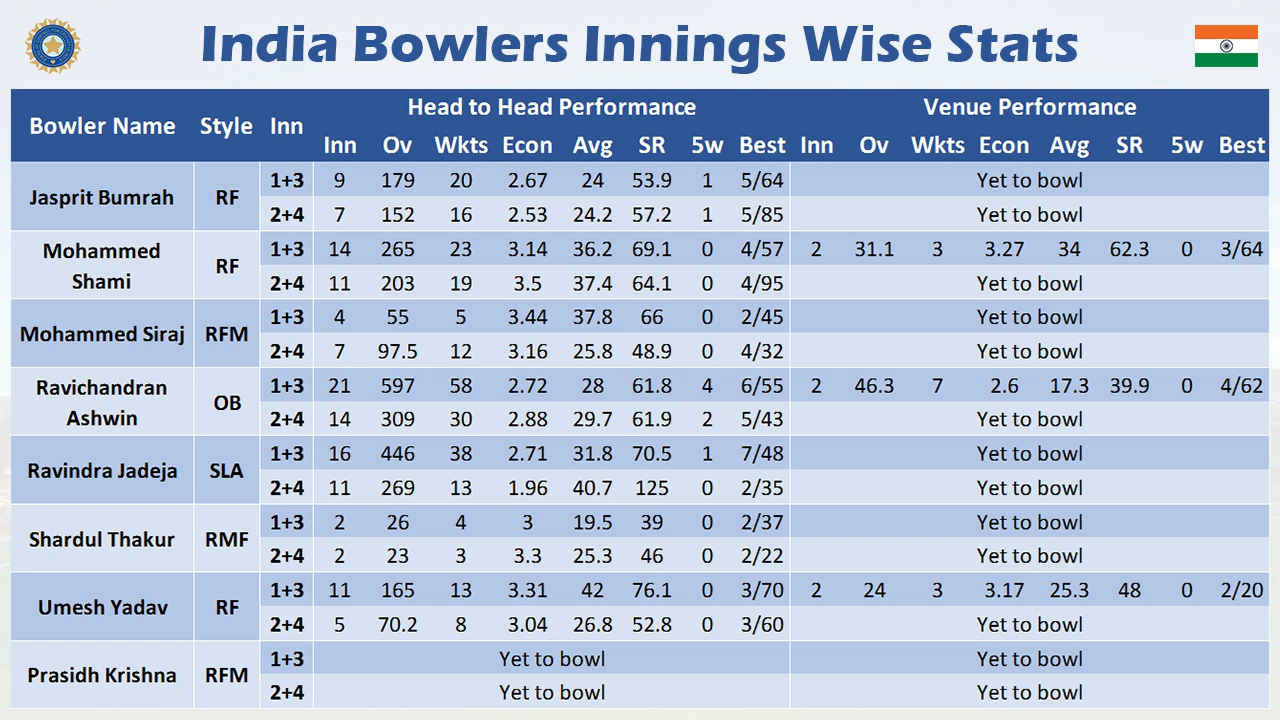 India Bowlers Innings Wise Stats
Bowler Name Style Inn Head to Head Performance Venue Performance
Inn Ov Wkts Econ Avg SR 5w Best Inn Ov Wkts Econ Avg SR 5w Best
Jasprit Bumrah RF 1+3 9 179 20 2.67 24 53.9 1 5/64 Yet to bowl
2+4 7 152 16 2.53 24.2 57.2 1 5/85 Yet to bowl
Mohammed Shami RF 1+3 14 265 23 3.14 36.2 69.1 0 4/57 2 31.1 3 3.27 34 62.3 0 3/64
2+4 11 203 19 3.5 37.4 64.1 0 4/95 Yet to bowl
Mohammed Siraj RFM 1+3 4 55 5 3.44 37.8 66 0 2/45 Yet to bowl
2+4 7 97.5 12 3.16 25.8 48.9 0 4/32 Yet to bowl
Ravichandran Ashwin OB 1+3 21 597 58 2.72 28 61.8 4 6/55 2 46.3 7 2.6 17.3 39.9 0 4/62
2+4 14 309 30 2.88 29.7 61.9 2 5/43 Yet to bowl
Ravindra Jadeja SLA 1+3 16 446 38 2.71 31.8 70.5 1 7/48 Yet to bowl
2+4 11 269 13 1.96 40.7 125 0 2/35 Yet to bowl
Shardul Thakur RMF 1+3 2 26 4 3 19.5 39 0 2/37 Yet to bowl
2+4 2 23 3 3.3 25.3 46 0 2/22 Yet to bowl
Umesh Yadav RF 1+3 11 165 13 3.31 42 76.1 0 3/70 2 24 3 3.17 25.3 48 0 2/20
2+4 5 70.2 8 3.04 26.8 52.8 0 3/60 Yet to bowl
Prasidh Krishna RFM 1+3 Yet to bowl Yet to bowl
2+4 Yet to bowl Yet to bowl